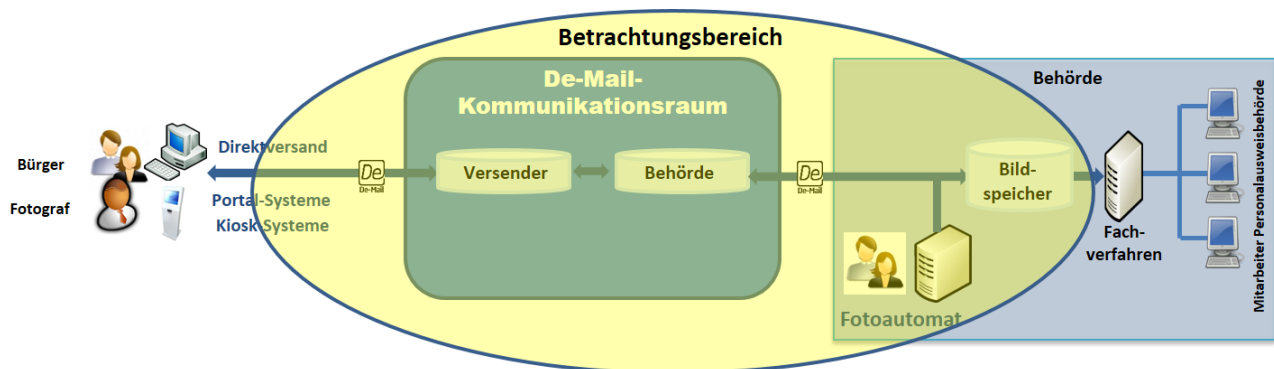 Betrachtungsbereich
De-Mail-
Kommunikationsraum
Behörde
Bürger
Fotograf
Direktversand
De
De-Mail
Portal-Systeme
Kiosk-Systeme
Versender
Behörde
De
De-Mail
Bild-
speicher
Fach-
verfahren
Fotoautomat
Mitarbeiter Personalausweisbehörde